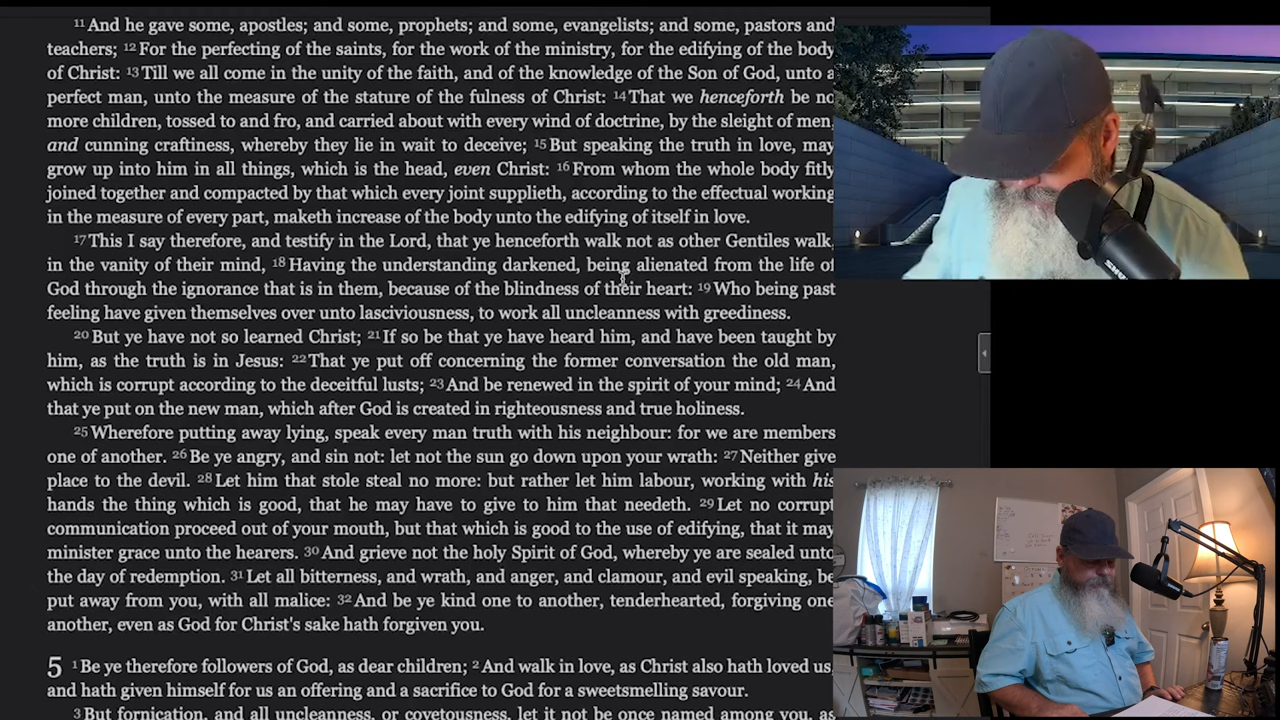 11 And he gave some, apostles; and some, prophets; and some, evangelists; and some, pastors and
teachers; 12 For the perfecting of the saints, for the work of the ministry, for the edifying of the body
of Christ: 13 Till we all come in the unity of the faith, and of the knowledge of the Son of God, unto a
perfect man, unto the measure of the stature of the fulness of Christ: 14 That we henceforth be no
more children, tossed to and fro, and carried about with every wind of doctrine, by the sleight of men,
and cunning craftiness, whereby they lie in wait to deceive; 15 But speaking the truth in love, may
grow up into him in all things, which is the head, even Christ: 16 From whom the whole body fitly
joined together and compacted by that which every joint supplieth, according to the effectual working
in the measure of every part, maketh increase of the body unto the edifying of itself in love.
17 This I say therefore, and testify in the Lord, that ye henceforth walk not as other Gentiles walk,
in the vanity of their mind, 18 Having the understanding darkened, being alienated from the life of
God through the ignorance that is in them, because of the blindness of their heart: 19 Who being past
feeling have given themselves over unto lasciviousness, to work all uncleanness with greediness.
20 But ye have not so learned Christ; 21 If so be that ye have heard him, and have been taught by
him, as the truth is in Jesus: 22 That ye put off concerning the former conversation the old man,
which is corrupt according to the deceitful lusts; 23 And be renewed in the spirit of your mind; 24 And
that ye put on the new man, which after God is created in righteousness and true holiness.
25 Wherefore putting away lying, speak every man truth with his neighbour: for we are members
one of another. 26 Be ye angry, and sin not: let not the sun go down upon your wrath: 27 Neither give
place to the devil. 28 Let him that stole steal no more: but rather let him labour, working with his
hands the thing which is good, that he may have to give to him that needeth. 29 Let no corrupt
communication proceed out of your mouth, but that which is good to the use of edifying, that it may
minister grace unto the hearers. 30 And grieve not the holy Spirit of God, whereby ye are sealed unto
the day of redemption. 31 Let all bitterness, and wrath, and anger, and clamour, and evil speaking, be
put away from you, with all malice: 32 And be ye kind one to another, tenderhearted, forgiving one
another, even as God for Christ's sake hath forgiven you.
5 1 Be ye therefore followers of God, as dear children; 2 And walk in love, as Christ also hath loved us,
and hath given himself for us an offering and a sacrifice to God for a sweetsmelling savour.
3 But fornication, and all uncleanness, or covetousness, let it not be once named among you, as